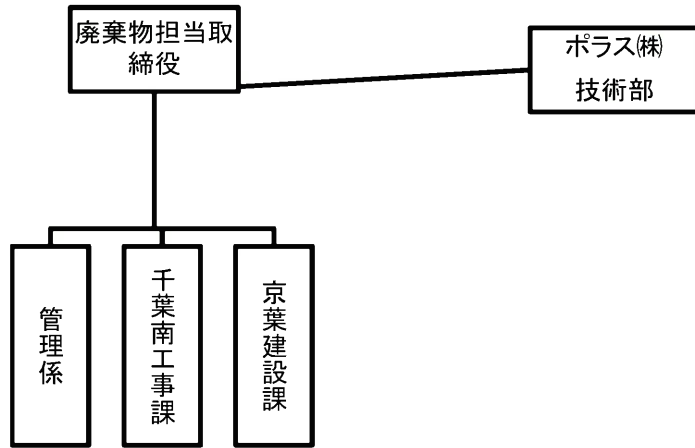 廃棄物担当取
締役
ポラス㈱
技術部
管理係
千葉南工事課
京葉建設課